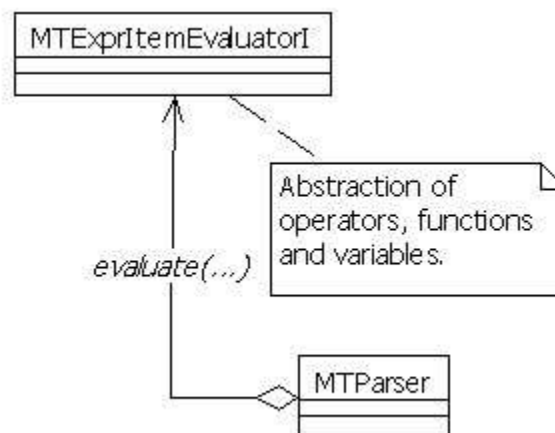 MTExprItemEvaluatorI
Abstraction of
operators, functions
and variables.
evaluate(...)
MTParser